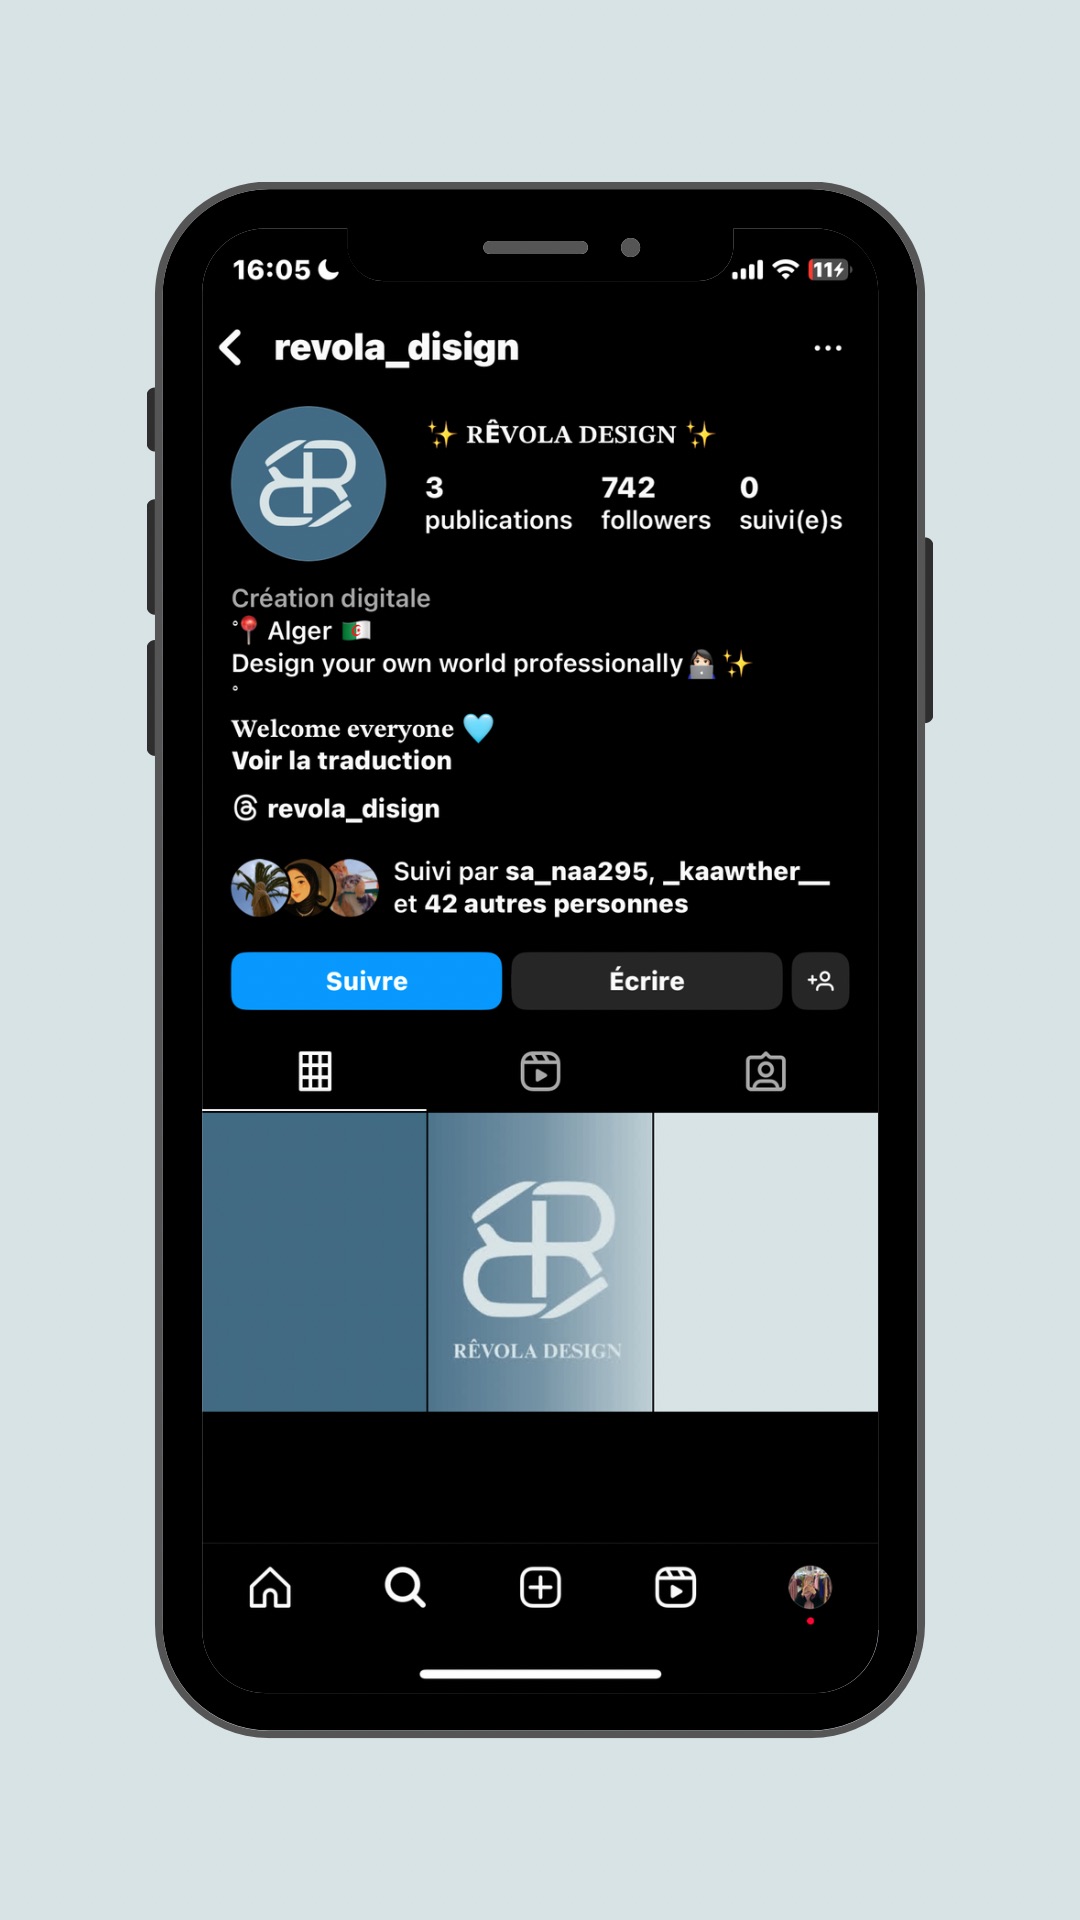 16:05
11
revola_disign
✨ RÊVOLA DESIGN ✨
3 742 0
publications followers suivi(e)s
Création digitale
°📍 Alger 🇩🇿
Design your own world professionally👩🏻‍💻✨
°
Welcome everyone 🩵
Voir la traduction
revola_disign
Suivi par sa_naa295, _kaawther__
et 42 autres personnes
Suivre
Écrire
RÊVOLA DESIGN